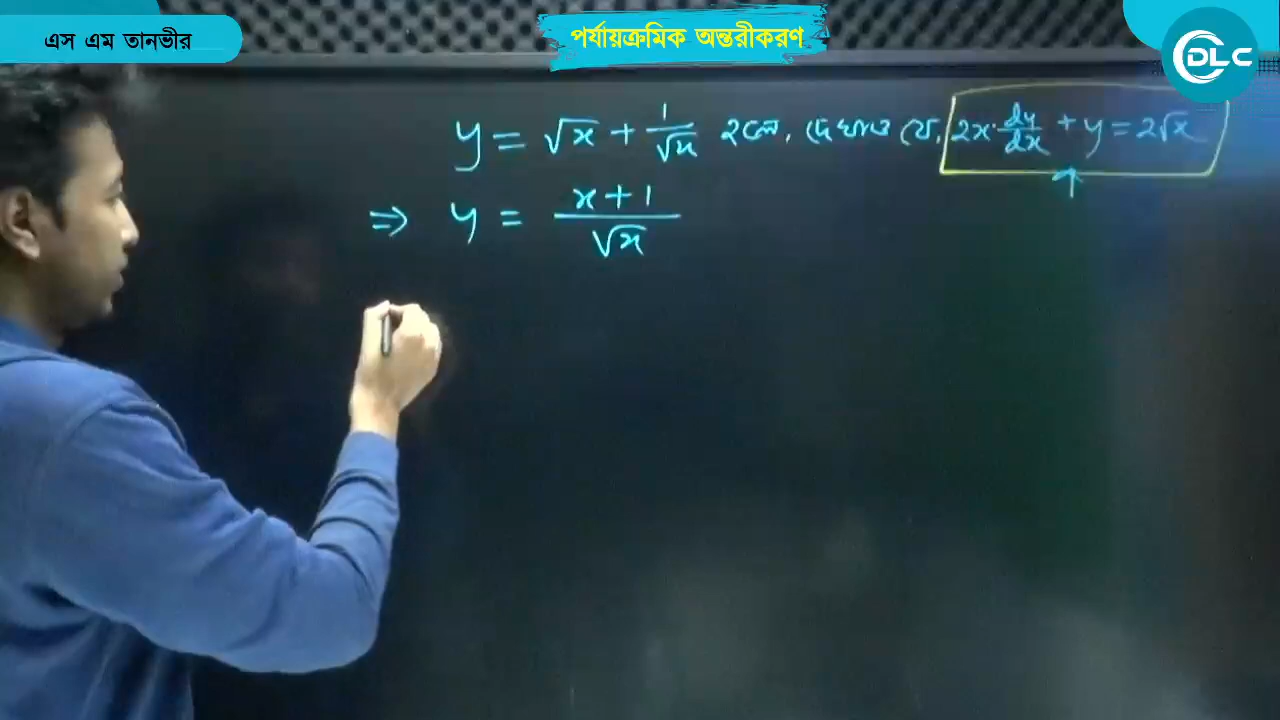 এস এম তানভীর
পর্যায়ক্রমিক অন্তরীকরণ
DLC
y = √x + 1/√x হলে, দেখাও যে, 2x·dy/dx + y = 2√x
⇒ y = (x+1)/√x